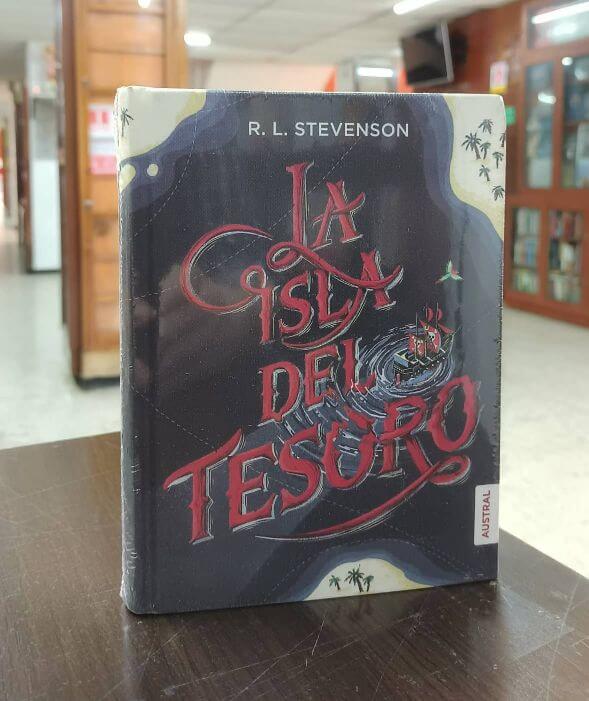 R. L. STEVENSON
LA
ISLA
DEL
TESORO
AUSTRAL